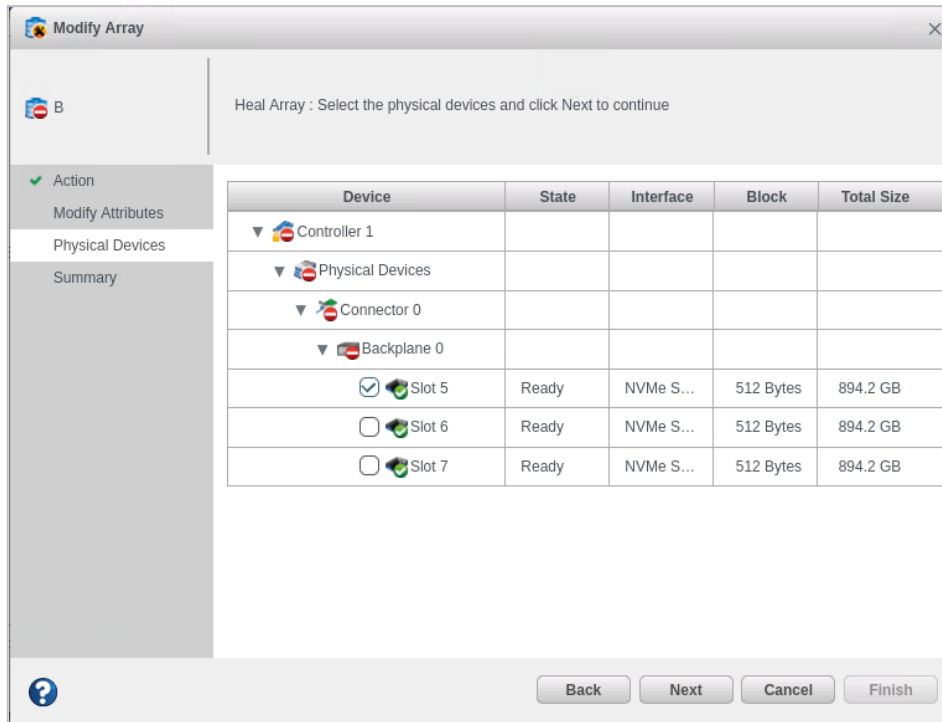 Modify Array
B
Heal Array : Select the physical devices and click Next to continue
Action
Modify Attributes
Physical Devices
Summary
Device State Interface Block Total Size
Controller 1
Physical Devices
Connector 0
Backplane 0
Slot 5 Ready NVMe S... 512 Bytes 894.2 GB
Slot 6 Ready NVMe S... 512 Bytes 894.2 GB
Slot 7 Ready NVMe S... 512 Bytes 894.2 GB
? Back Next Cancel Finish